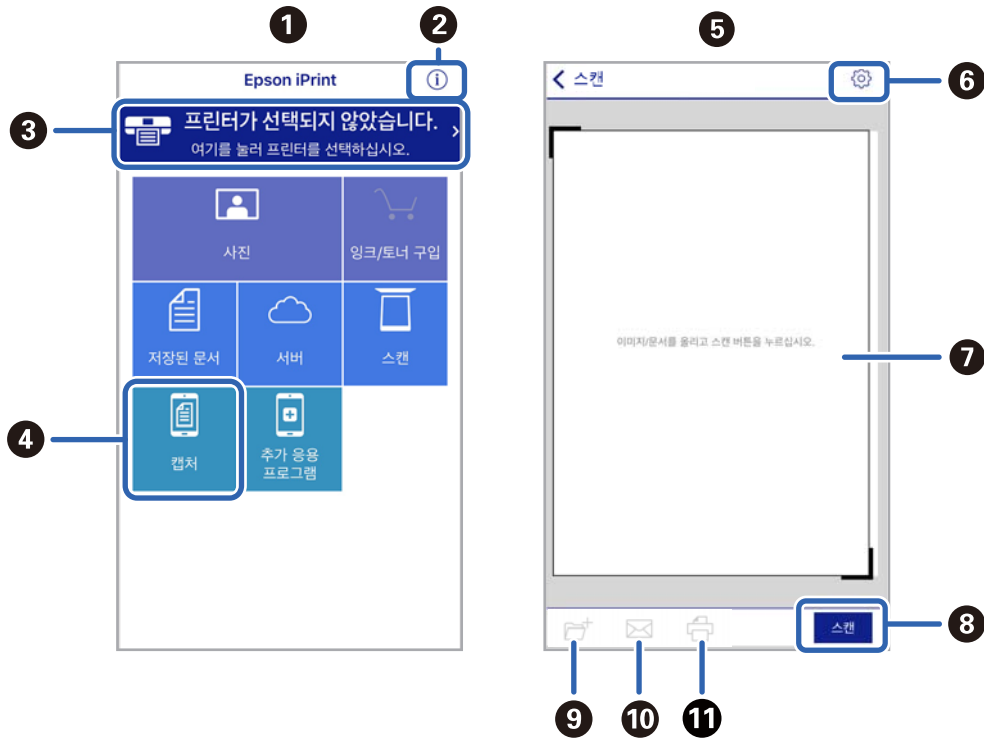 1
2
Epson iPrint
3
프린터가 선택되지 않았습니다.
여기를 눌러 프린터를 선택하십시오.
사진
잉크/토너 구입
저장된 문서
서버
스캔
4
캡처
추가 응용
프로그램
5
스캔
6
이미지/문서를 올리고 스캔 버튼을 누르십시오.
7
스캔
8
9
10
11